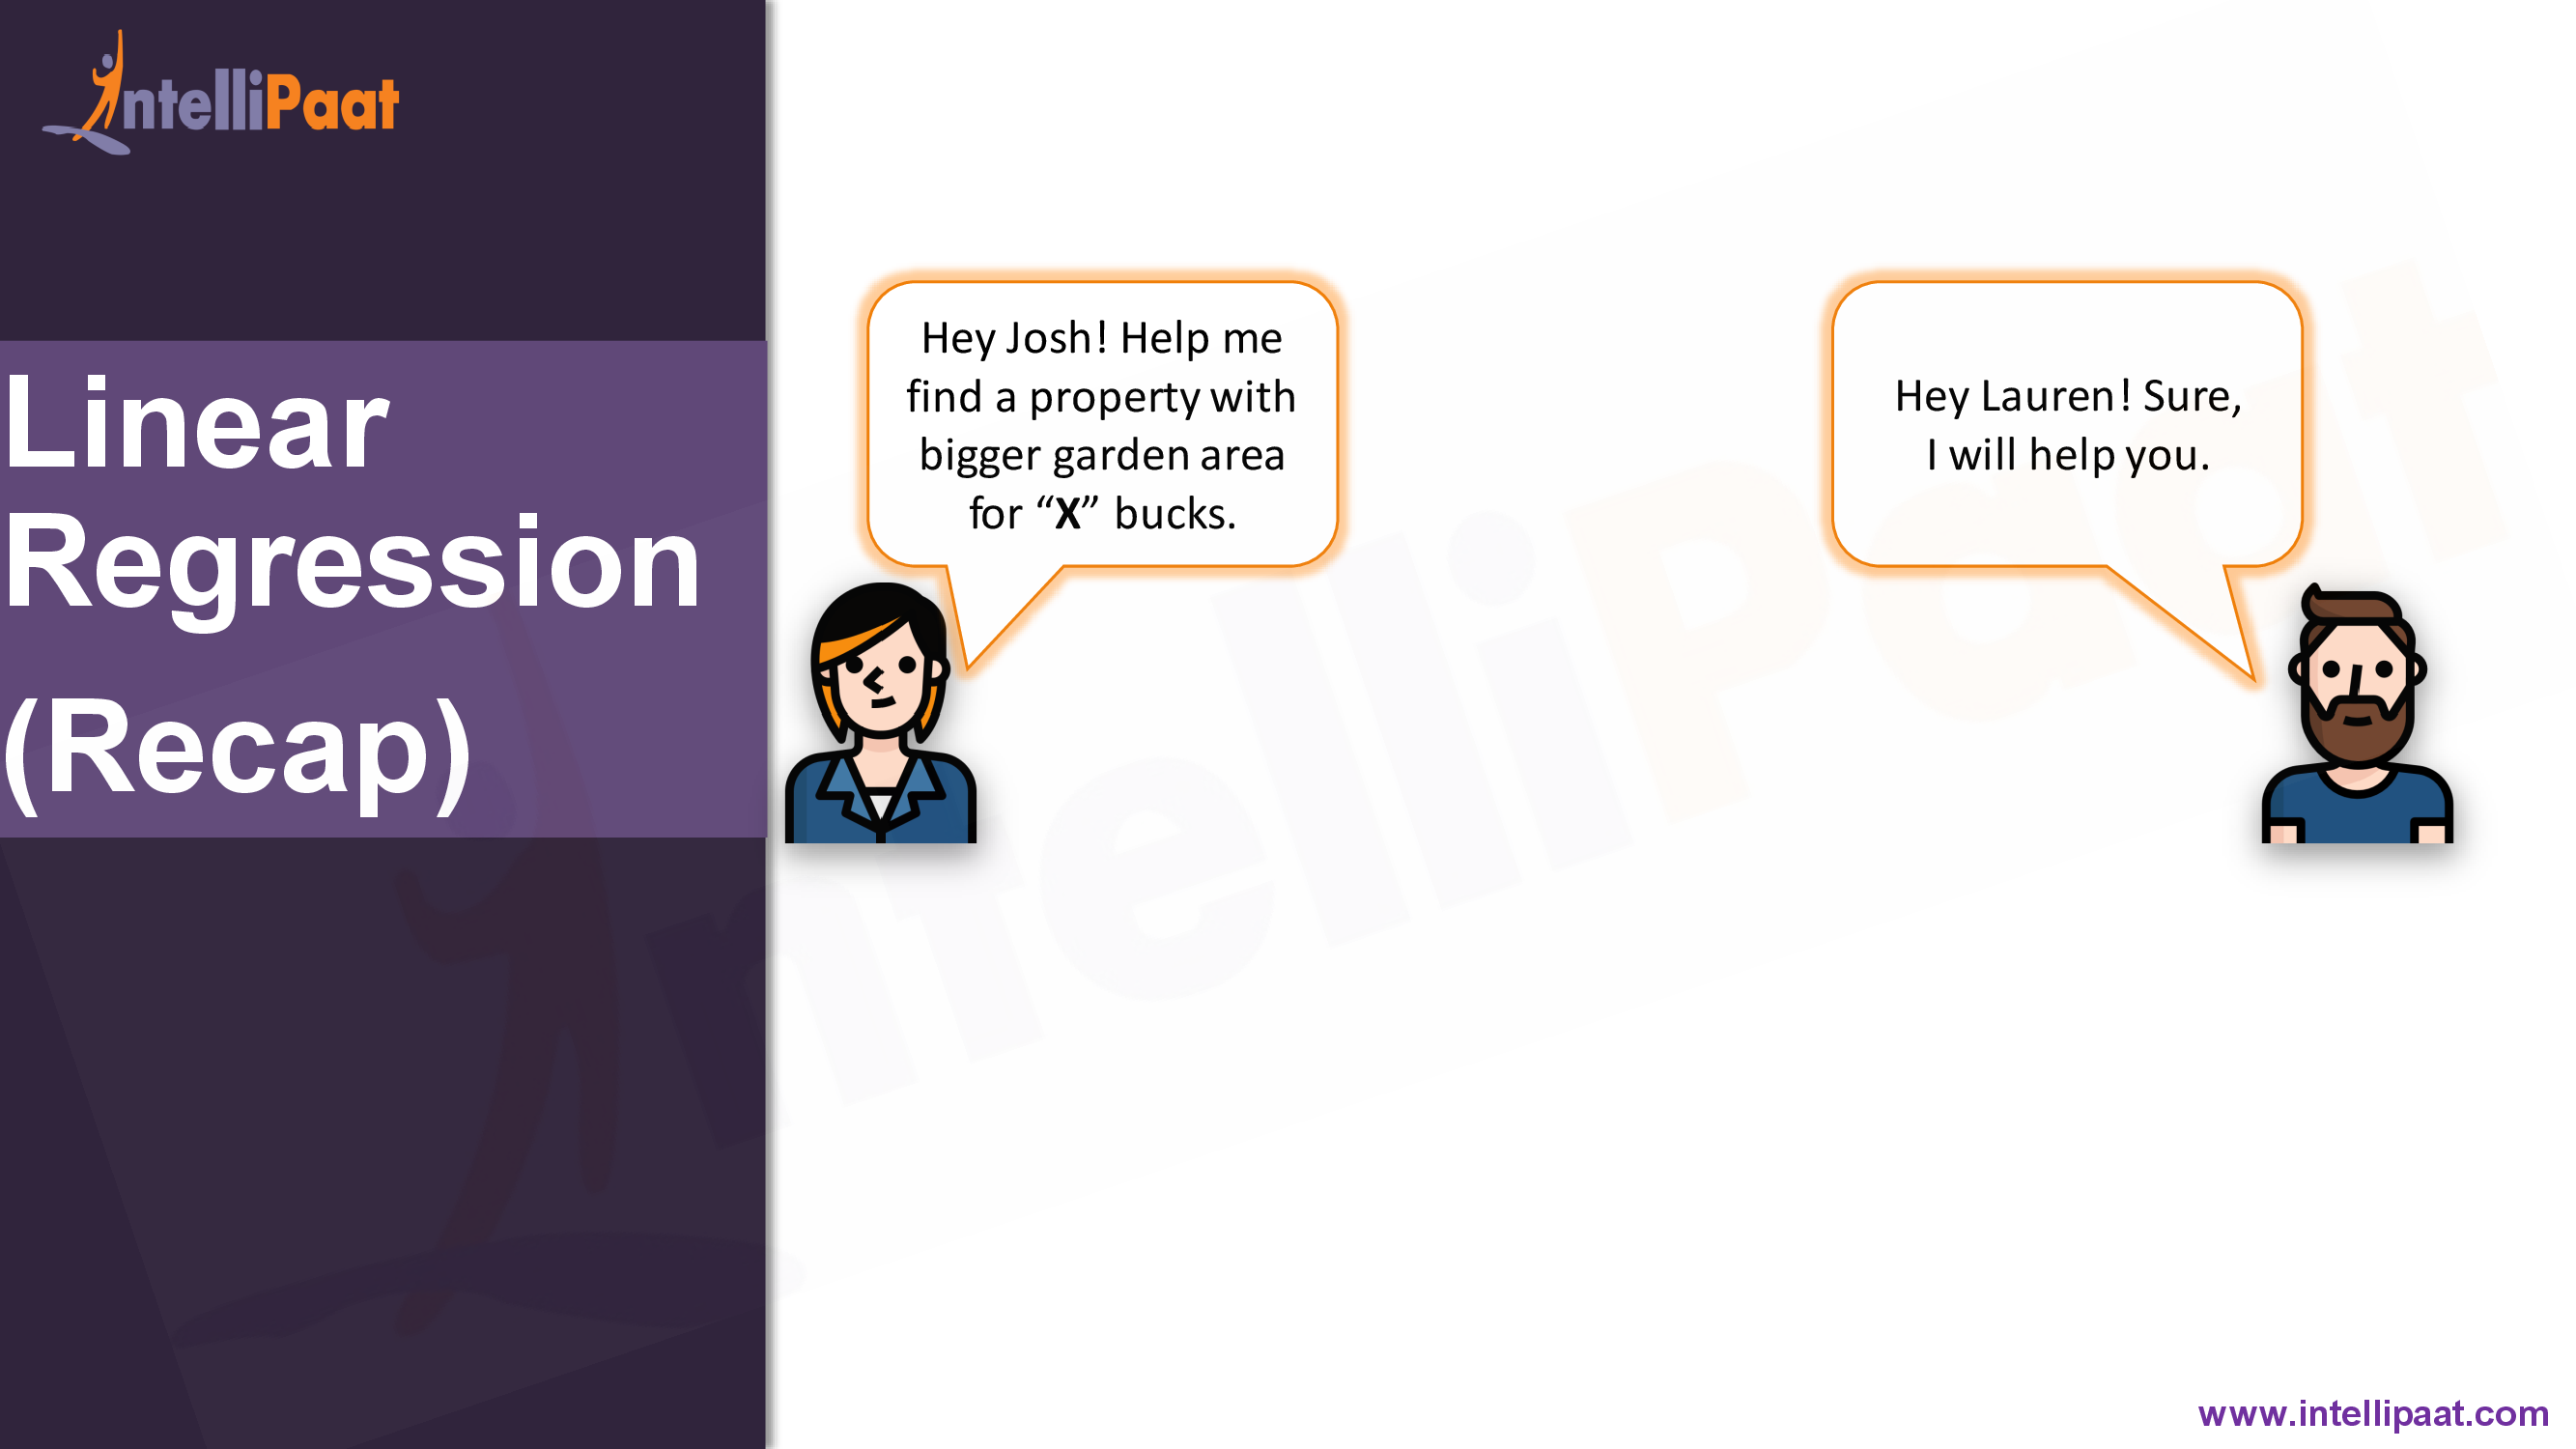 IntelliPaat
Linear
Regression
(Recap)
Hey Josh! Help me
find a property with
bigger garden area
for “X” bucks.
Hey Lauren! Sure,
I will help you.
IntelliPaat
www.intellipaat.com